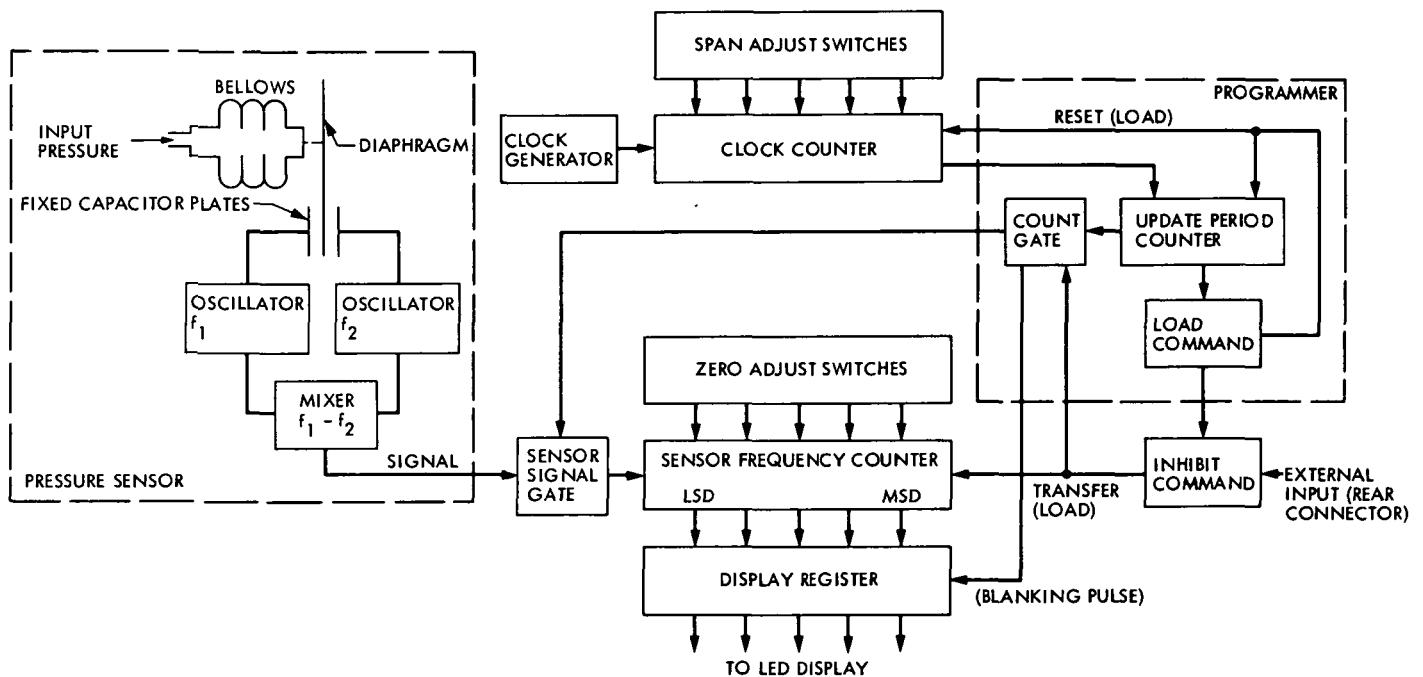 SPAN ADJUST SWITCHES
PROGRAMMER
BELLOWS
INPUT
PRESSURE
DIAPHRAGM
CLOCK
GENERATOR
CLOCK COUNTER
RESET (LOAD)
FIXED CAPACITOR PLATES
COUNT
GATE
UPDATE PERIOD
COUNTER
OSCILLATOR
f1
OSCILLATOR
f2
LOAD
COMMAND
ZERO ADJUST SWITCHES
MIXER
f1 - f2
SIGNAL
PRESSURE SENSOR
SENSOR
SIGNAL
GATE
SENSOR FREQUENCY COUNTER
LSD
MSD
TRANSFER
(LOAD)
INHIBIT
COMMAND
EXTERNAL
INPUT (REAR
CONNECTOR)
DISPLAY REGISTER
(BLANKING PULSE)
TO LED DISPLAY